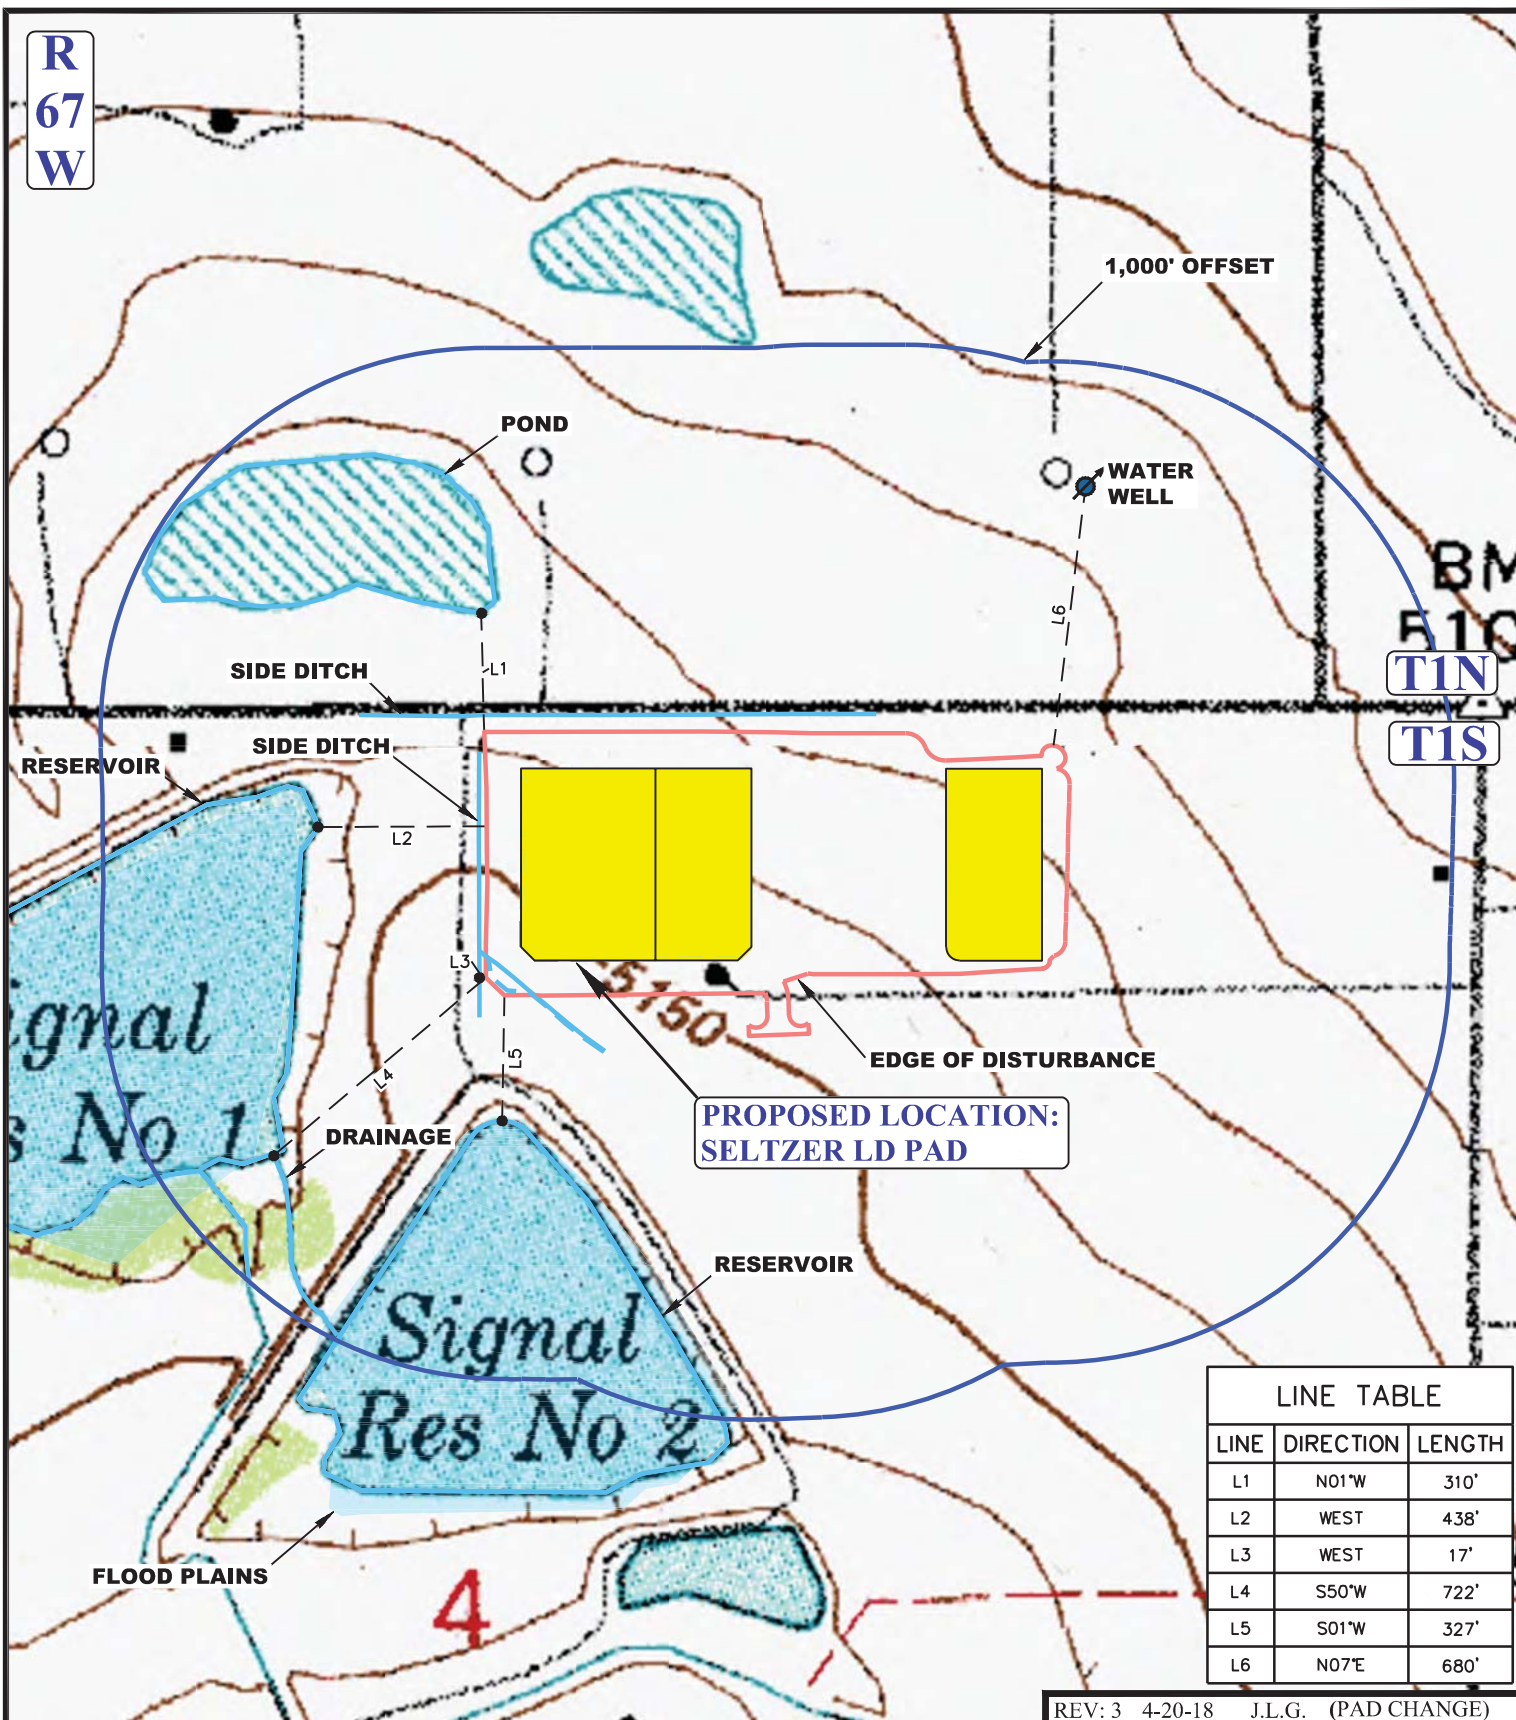 R
67
W
1,000' OFFSET
POND
WATER
WELL
L6
BM
510
T1N
T1S
L1
SIDE DITCH
SIDE DITCH
RESERVOIR
L2
L3
5150
EDGE OF DISTURBANCE
L5
L4
ignal
s No 1
DRAINAGE
PROPOSED LOCATION:
SELTZER LD PAD
RESERVOIR
Signal
Res No 2
FLOOD PLAINS
4
LINE TABLE
LINE DIRECTION LENGTH
L1 N01°W 310'
L2 WEST 438'
L3 WEST 17'
L4 S50°W 722'
L5 S01°W 327'
L6 N07°E 680'
REV: 3 4-20-18 J.L.G. (PAD CHANGE)